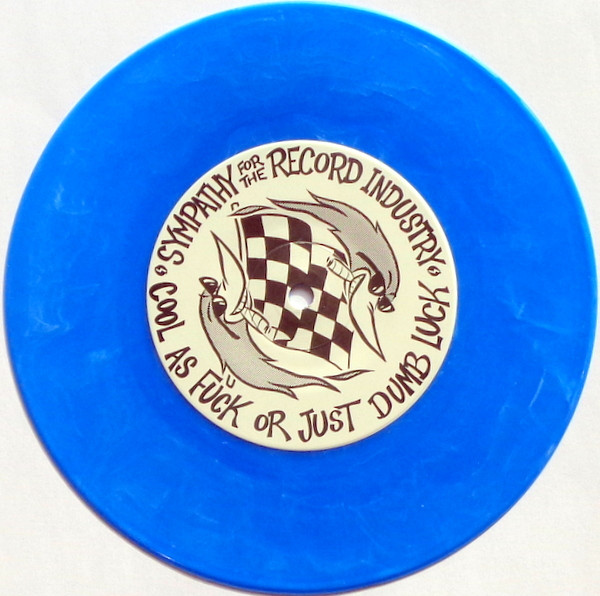 SYMPATHY FOR THE RECORD INDUSTRY
COOL AS FUCK OR JUST DUMB LUCK